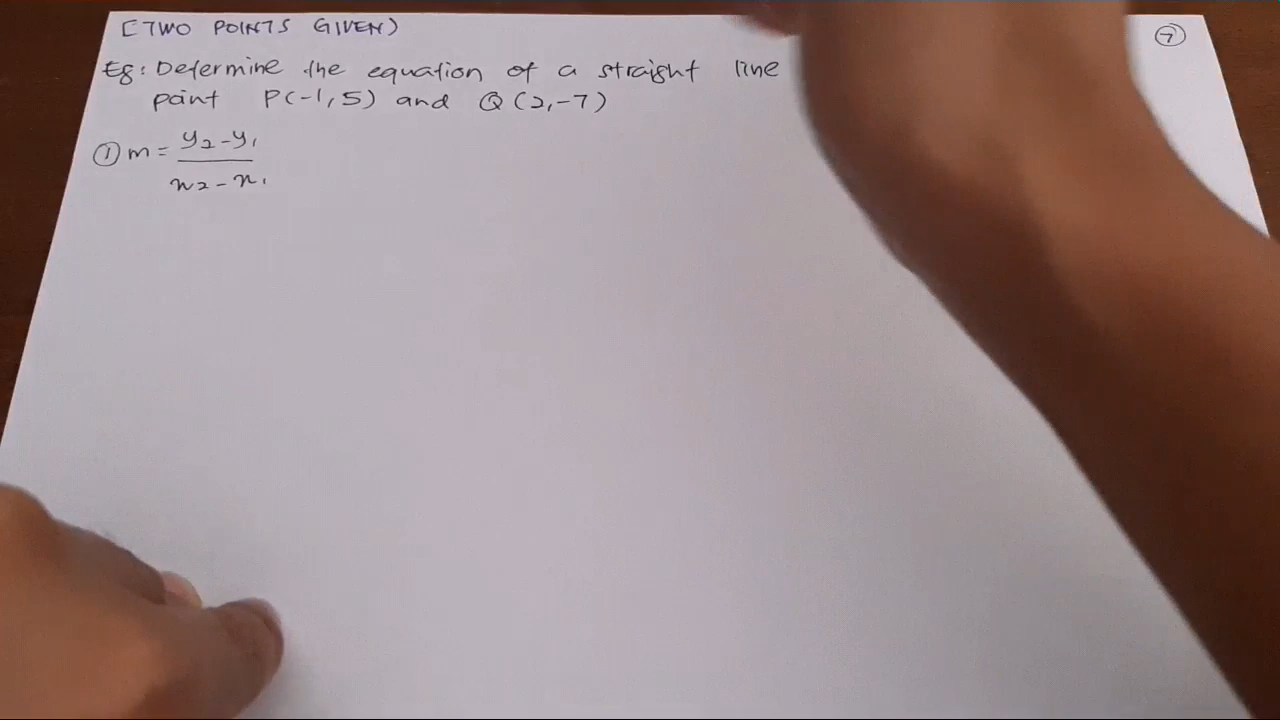 [TWO POINTS GIVEN)
⑦
Eg: Determine the equation of a straight line
point P(-1,5) and Q(2,-7)
① m = y₂-y₁
x₂-x₁